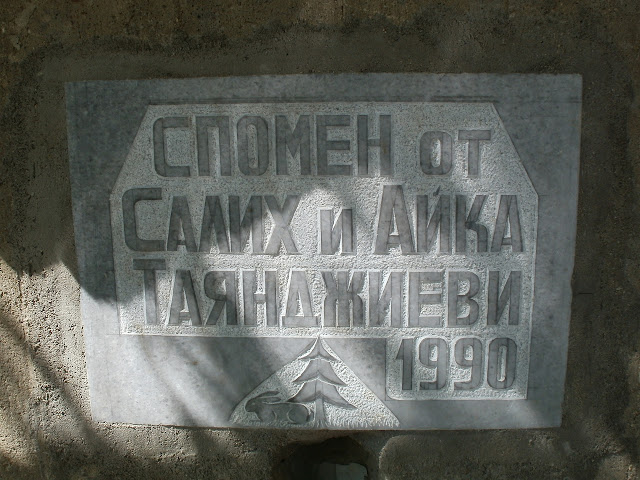 СПОМЕН ОТ
САЛИХ И АЙКА
ТАЯНДЖИЕВИ
1990